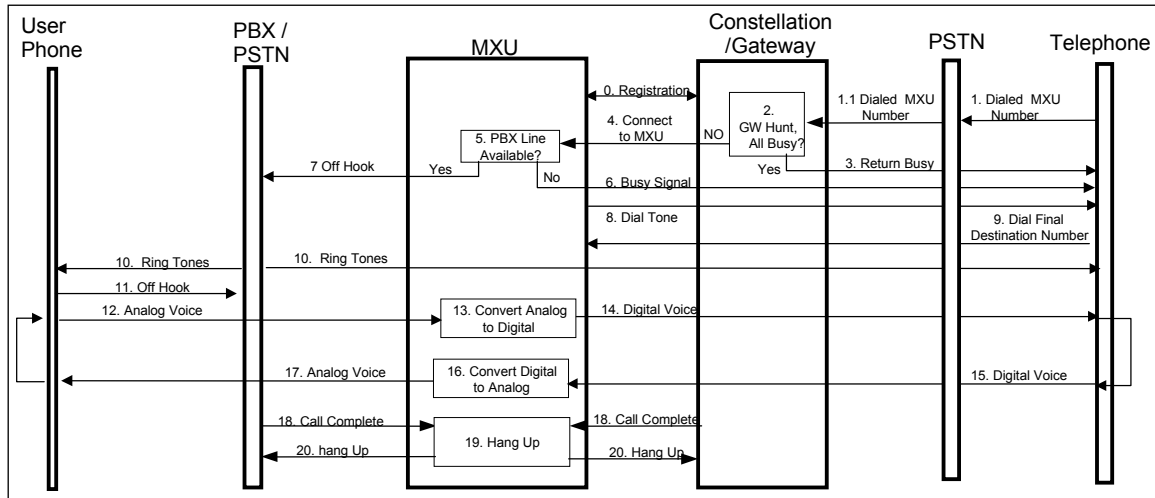 User
Phone
PBX /
PSTN
MXU
Constellation
/Gateway
PSTN
Telephone
0. Registration
1. Dialed MXU
Number
1.1 Dialed MXU
Number
2.
GW Hunt,
All Busy?
NO
Yes
3. Return Busy
4. Connect
to MXU
5. PBX Line
Available?
Yes
No
7 Off Hook
6. Busy Signal
8. Dial Tone
9. Dial Final
Destination Number
10. Ring Tones
10. Ring Tones
11. Off Hook
12. Analog Voice
13. Convert Analog
to Digital
14. Digital Voice
17. Analog Voice
16. Convert Digital
to Analog
15. Digital Voice
18. Call Complete
19. Hang Up
18. Call Complete
20. hang Up
20. Hang Up